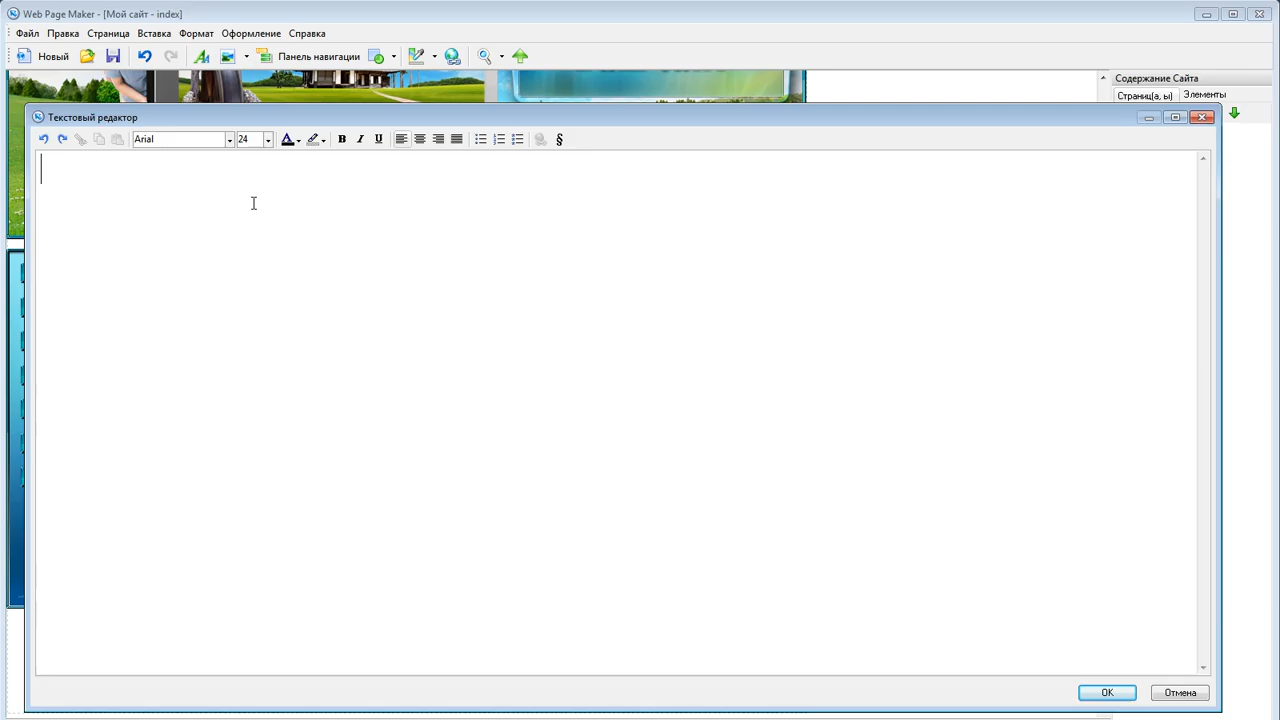 Web Page Maker - [Мой сайт - index]
Файл Правка Страница Вставка Формат Оформление Справка
Новый Панель навигации
Содержание Сайта
Страниц(а, ы) Элементы
Текстовый редактор
Arial 24 B I U §
OK Отмена